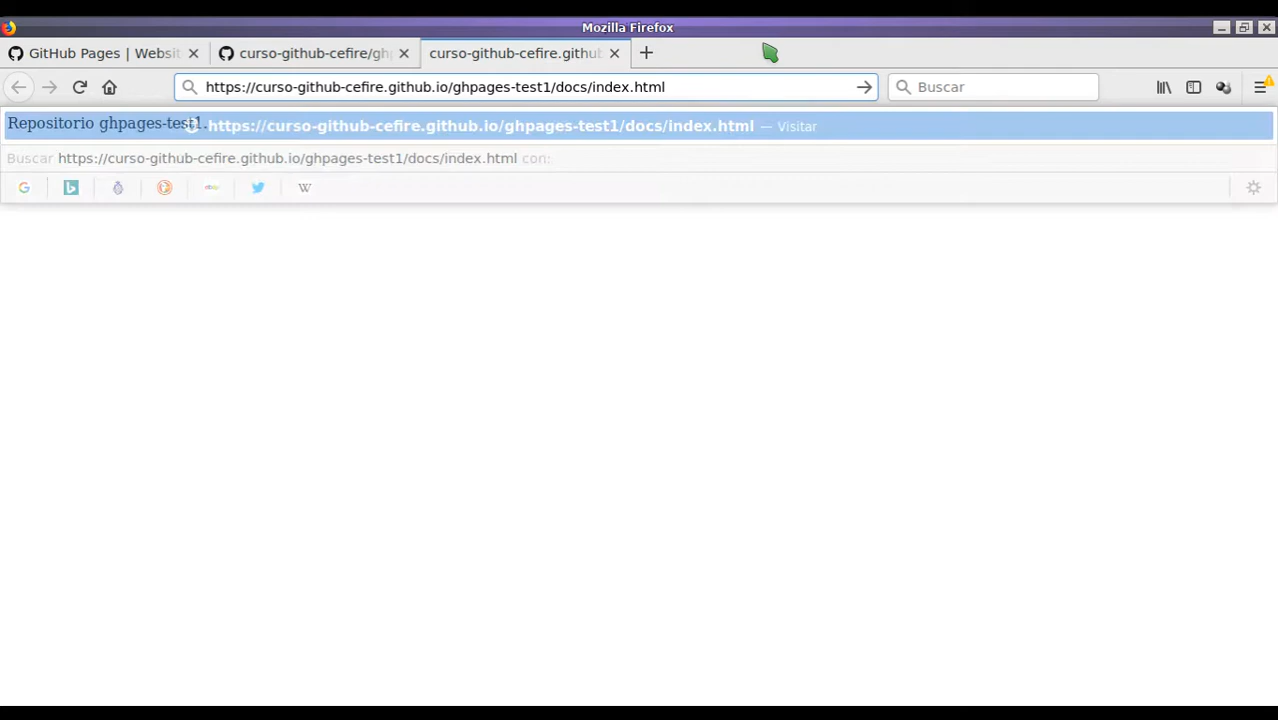 Mozilla Firefox
GitHub Pages | Websit
curso-github-cefire/ghp
curso-github-cefire.github
https://curso-github-cefire.github.io/ghpages-test1/docs/index.html
Buscar
Repositorio ghpages-test1.
https://curso-github-cefire.github.io/ghpages-test1/docs/index.html — Visitar
Buscar https://curso-github-cefire.github.io/ghpages-test1/docs/index.html con: